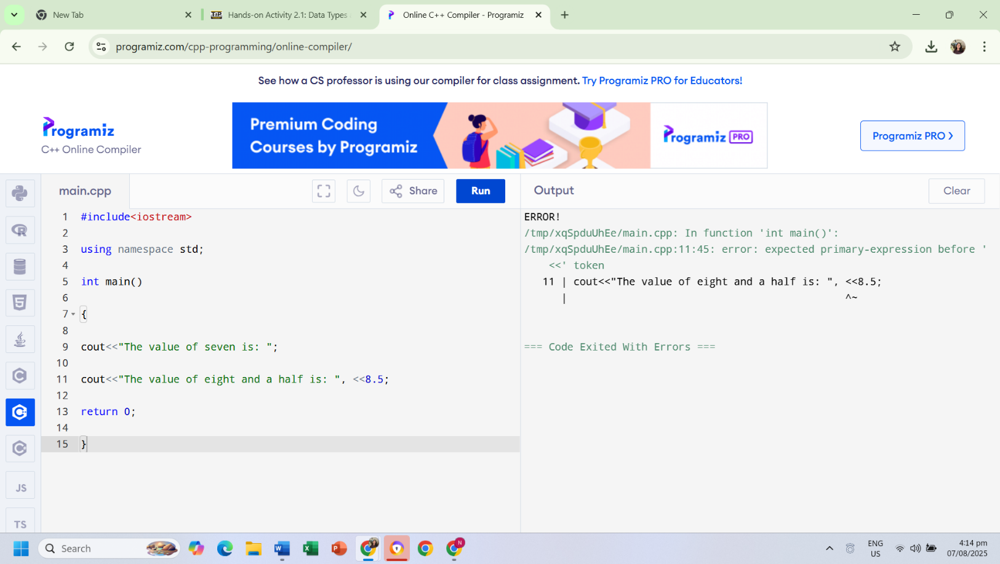 New Tab
Hands-on Activity 2.1: Data Types
Online C++ Compiler - Programiz
programiz.com/cpp-programming/online-compiler/
See how a CS professor is using our compiler for class assignment. Try Programiz PRO for Educators!
Programiz
C++ Online Compiler
Premium Coding
Courses by Programiz
Programiz PRO
Programiz PRO
main.cpp
Share
Run
Output
Clear
1 #include<iostream>
2
3 using namespace std;
4
5 int main()
6
7 {
8
9 cout<<"The value of seven is: ";
10
11 cout<<"The value of eight and a half is: ", <<8.5;
12
13 return 0;
14
15 }
ERROR!
/tmp/xqSpduUhEe/main.cpp: In function 'int main()':
/tmp/xqSpduUhEe/main.cpp:11:45: error: expected primary-expression before '
<<' token
11 | cout<<"The value of eight and a half is: ", <<8.5;
| ^~
=== Code Exited With Errors ===
JS
TS
Search
N
ENG
US
4:14 pm
07/08/2025